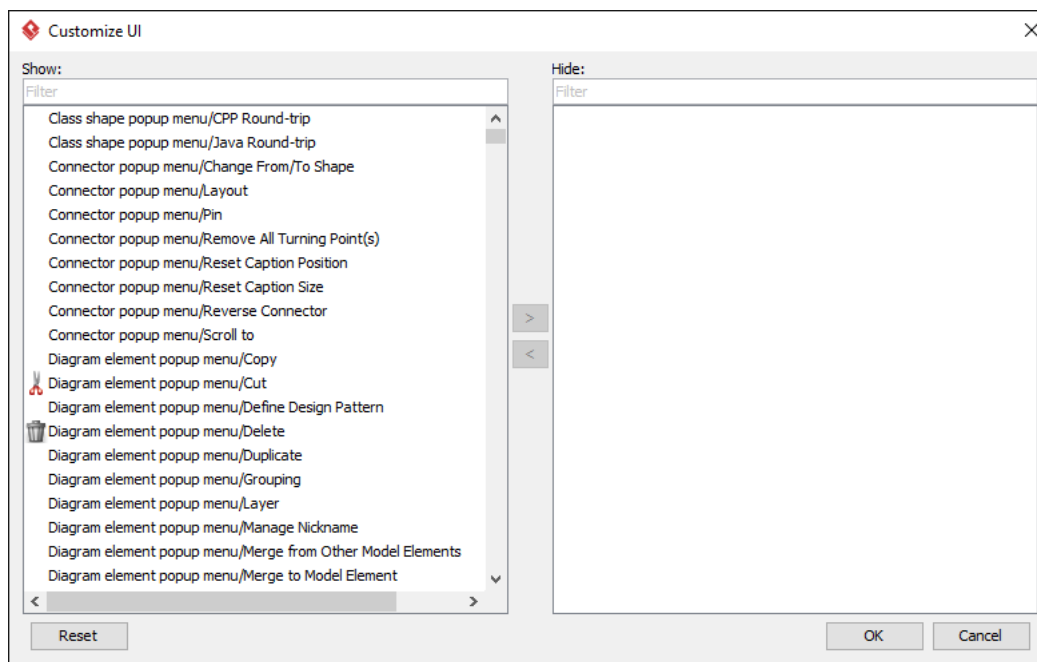 Customize UI
Show:
Filter
Class shape popup menu/CPP Round-trip
Class shape popup menu/Java Round-trip
Connector popup menu/Change From/To Shape
Connector popup menu/Layout
Connector popup menu/Pin
Connector popup menu/Remove All Turning Point(s)
Connector popup menu/Reset Caption Position
Connector popup menu/Reset Caption Size
Connector popup menu/Reverse Connector
Connector popup menu/Scroll to
Diagram element popup menu/Copy
Diagram element popup menu/Cut
Diagram element popup menu/Define Design Pattern
Diagram element popup menu/Delete
Diagram element popup menu/Duplicate
Diagram element popup menu/Grouping
Diagram element popup menu/Layer
Diagram element popup menu/Manage Nickname
Diagram element popup menu/Merge from Other Model Elements
Diagram element popup menu/Merge to Model Element
>
<
Hide:
Filter
Reset
OK
Cancel